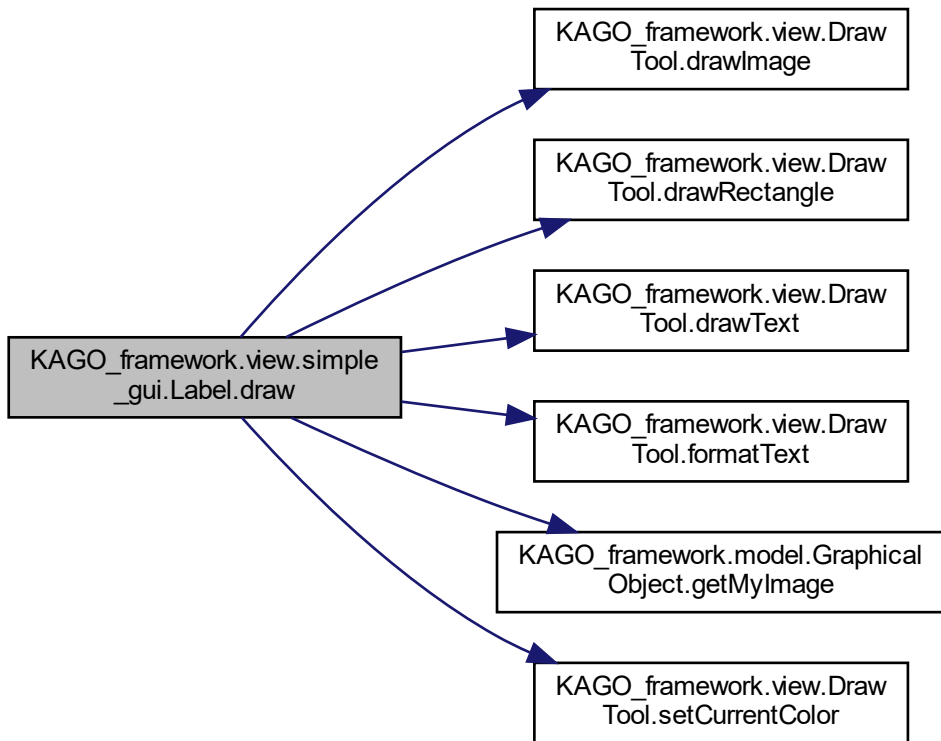 KAGO_framework.view.Draw
Tool.drawImage
KAGO_framework.view.Draw
Tool.drawRectangle
KAGO_framework.view.Draw
Tool.drawText
KAGO_framework.view.simple
_gui.Label.draw
KAGO_framework.view.Draw
Tool.formatText
KAGO_framework.model.Graphical
Object.getMyImage
KAGO_framework.view.Draw
Tool.setCurrentColor